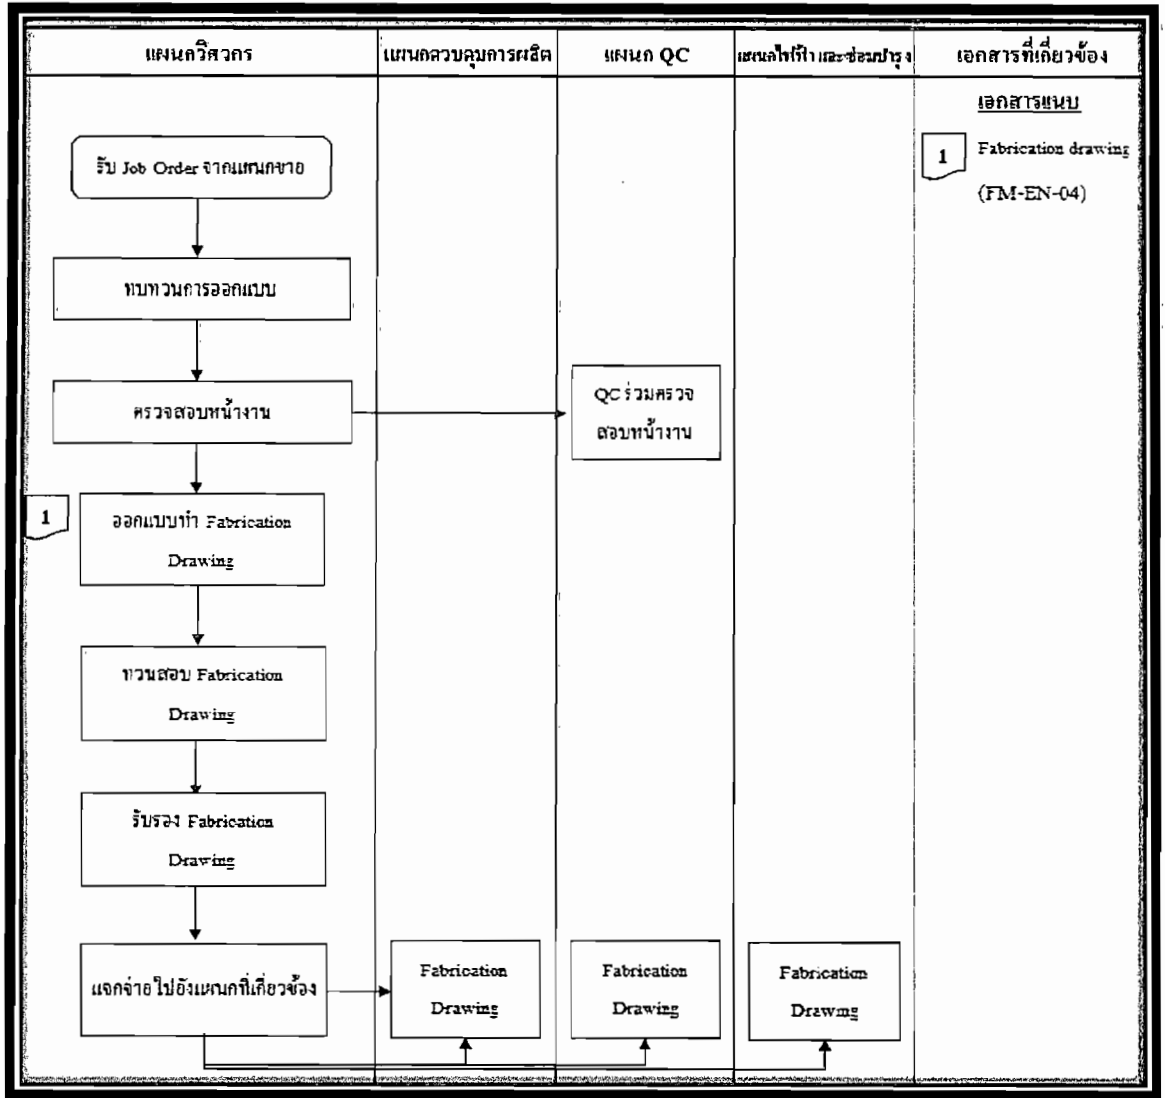 แผนกวิศวกร
แผนกควบคุมการผลิต
แผนก QC
แผนกไฟฟ้า และซ่อมบำรุง
เอกสารที่เกี่ยวข้อง
เอกสารแนบ
1
Fabrication drawing
(FM-EN-04)
รับ Job Order จากแผนกขาย
ทบทวนการออกแบบ
ตรวจสอบหน้างาน
QC ร่วมตรวจ
สอบหน้างาน
1
ออกแบบทำ Fabrication
Drawing
ทวนสอบ Fabrication
Drawing
รับรอง Fabrication
Drawing
แจกจ่ายไปยังแผนกที่เกี่ยวข้อง
Fabrication
Drawing
Fabrication
Drawing
Fabrication
Drawing